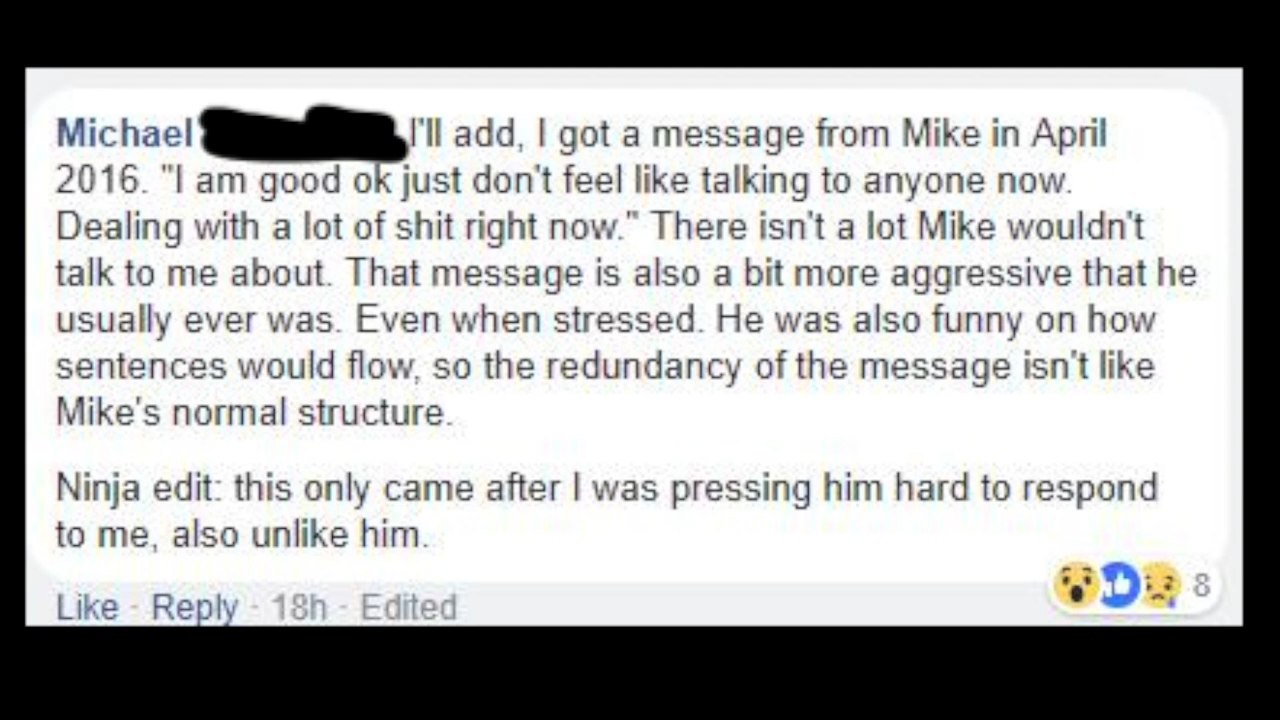 Michael I'll add, I got a message from Mike in April
2016. "I am good ok just don't feel like talking to anyone now.
Dealing with a lot of shit right now." There isn't a lot Mike wouldn't
talk to me about. That message is also a bit more aggressive that he
usually ever was. Even when stressed. He was also funny on how
sentences would flow, so the redundancy of the message isn't like
Mike's normal structure.
Ninja edit: this only came after I was pressing him hard to respond
to me, also unlike him.
Like · Reply · 18h · Edited
8